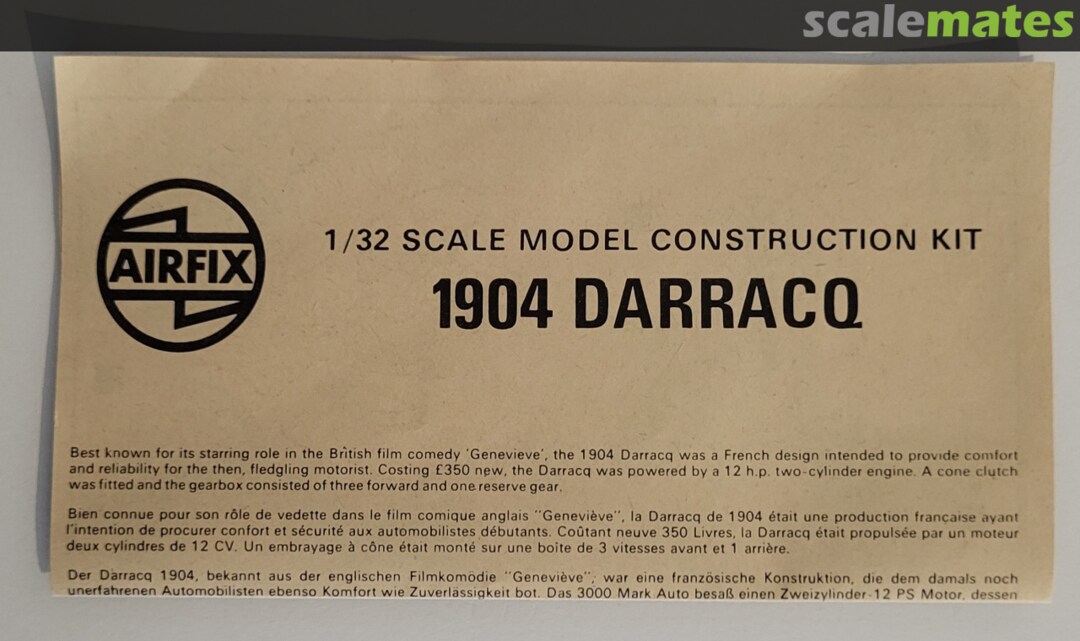 scalemates
AIRFIX
1/32 SCALE MODEL CONSTRUCTION KIT
1904 DARRACQ
Best known for its starring role in the British film comedy 'Genevieve', the 1904 Darracq was a French design intended to provide comfort
and reliability for the then, fledgling motorist. Costing £350 new, the Darracq was powered by a 12 h.p. two-cylinder engine. A cone clutch
was fitted and the gearbox consisted of three forward and one reserve gear.
Bien connue pour son rôle de vedette dans le film comique anglais "Geneviève", la Darracq de 1904 était une production française ayant
l'intention de procurer confort et sécurité aux automobilistes débutants. Coûtant neuve 350 Livres, la Darracq était propulsée par un moteur
deux cylindres de 12 CV. Un embrayage à cône était monté sur une boîte de 3 vitesses avant et 1 arrière.
Der Darracq 1904, bekannt aus der englischen Filmkomödie "Geneviève", war eine französische Konstruktion, die dem damals noch
unerfahrenen Automobilisten ebenso Komfort wie Zuverlässigkeit bot. Das 3000 Mark Auto besaß einen Zweizylinder-12 PS Motor, dessen